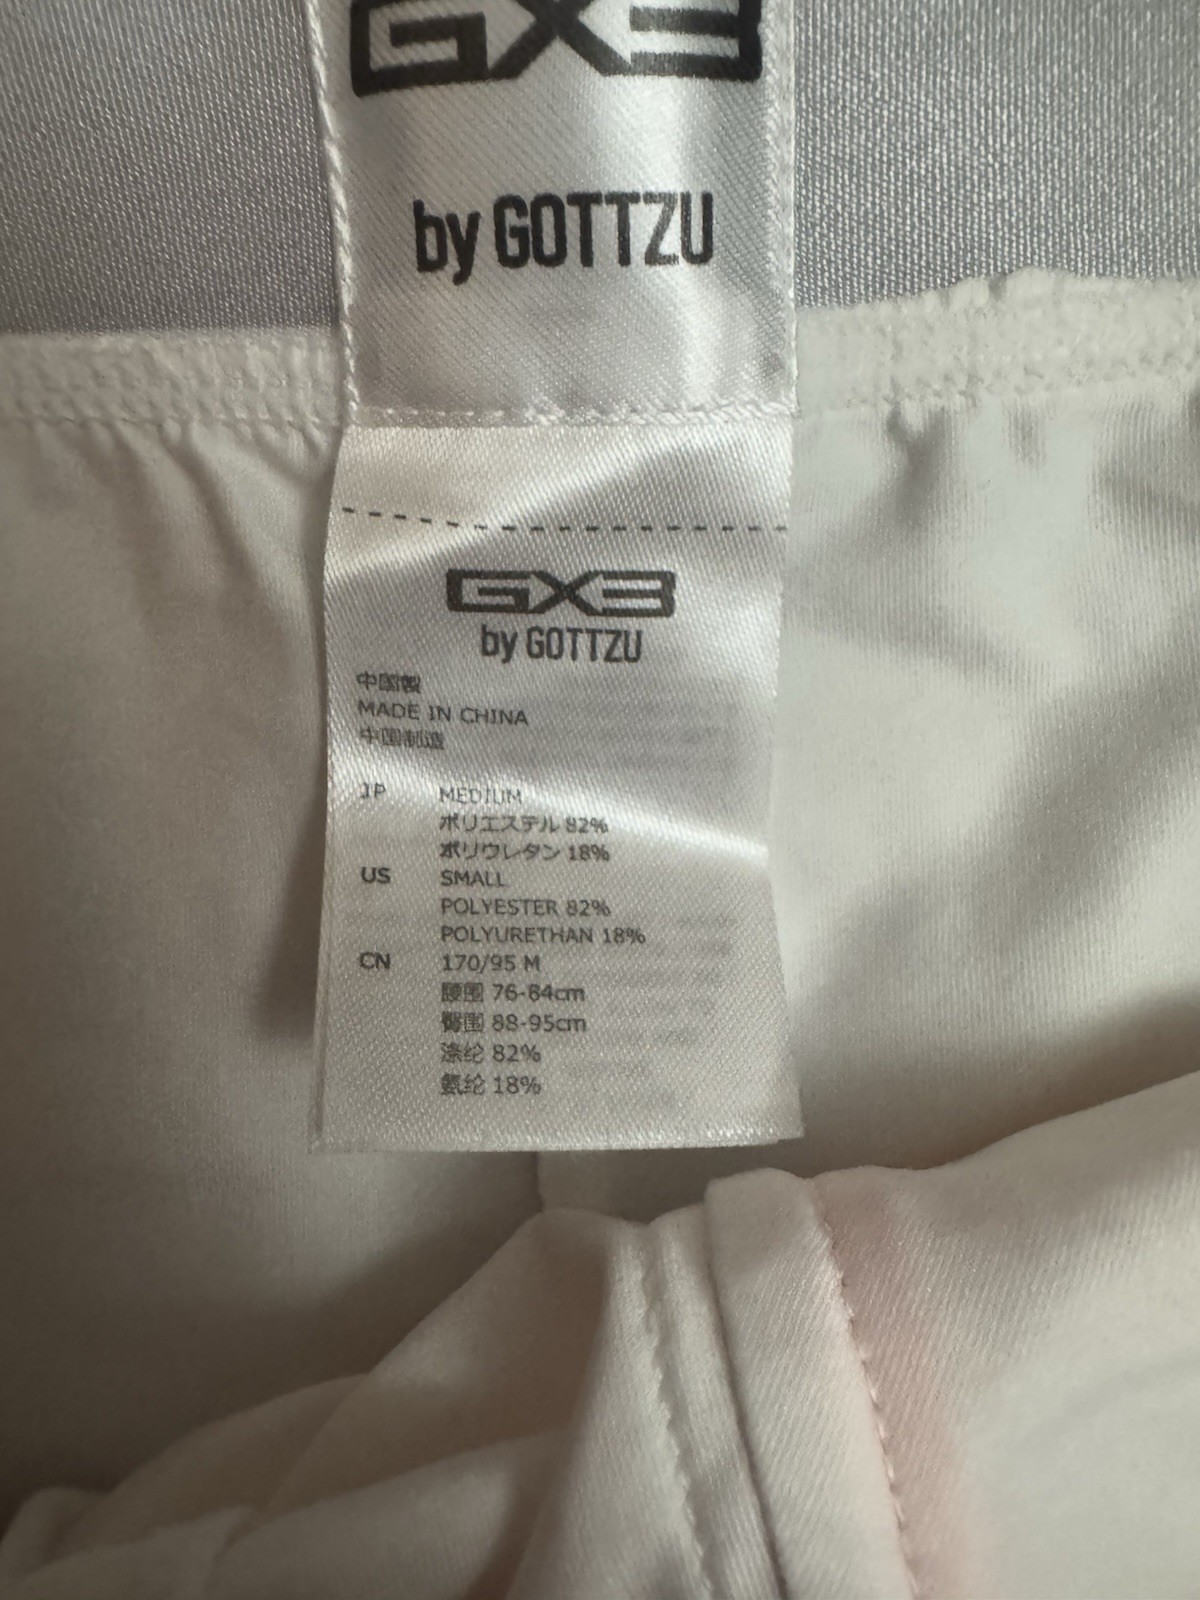 GX3
by GOTTZU
GX3
by GOTTZU
中国製
MADE IN CHINA
中国制造
JP MEDIUM
ポリエステル 82%
ポリウレタン 18%
US SMALL
POLYESTER 82%
POLYURETHAN 18%
CN 170/95 M
腰围 76-84cm
臀围 88-95cm
涤纶 82%
氨纶 18%